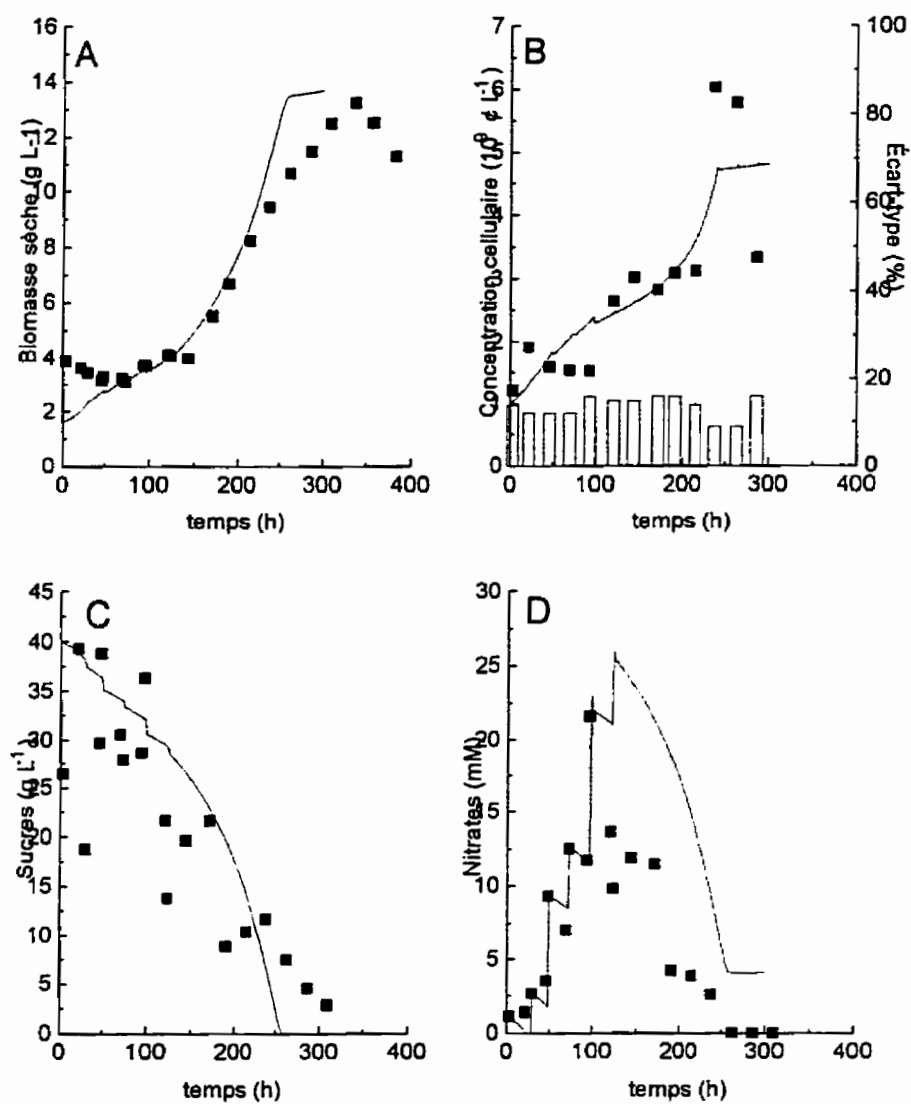 A
Biomasse sèche (g L-1)
16
14
12
10
8
6
4
2
0
0 100 200 300 400
temps (h)
B
Concentration cellulaire (10⁹ ¢ L⁻¹)
7
6
5
4
3
2
1
0
100
80
60
40
20
0
Écart-type (%)
0 100 200 300 400
temps (h)
C
Sucres (g L⁻¹)
45
40
35
30
25
20
15
10
5
0
0 100 200 300 400
temps (h)
D
Nitrates (mM)
30
25
20
15
10
5
0
0 100 200 300 400
temps (h)